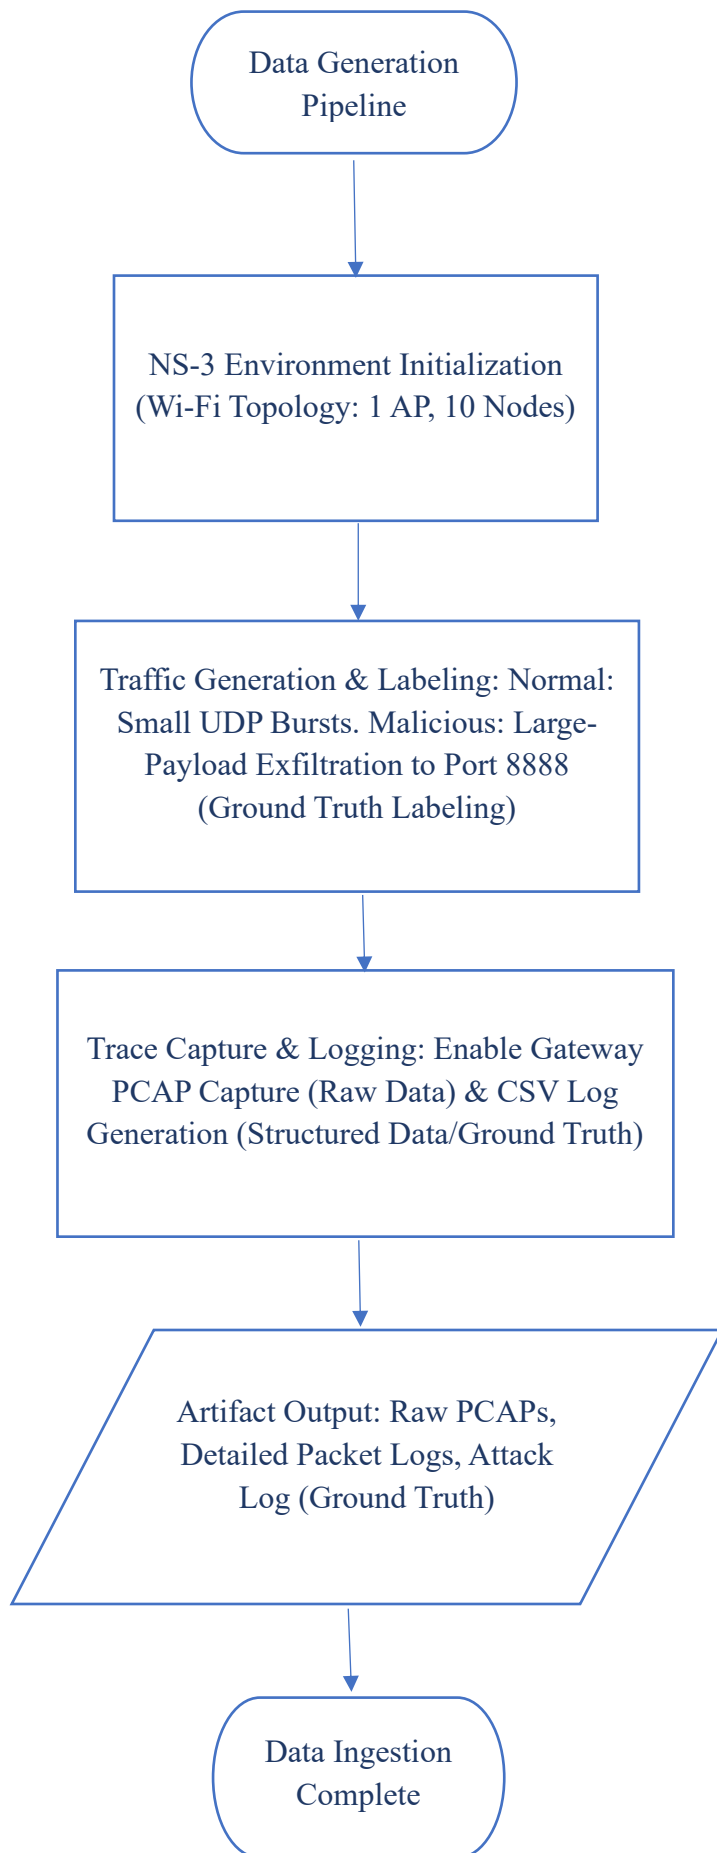 Data Generation
Pipeline
NS-3 Environment Initialization
(Wi-Fi Topology: 1 AP, 10 Nodes)
Traffic Generation & Labeling: Normal:
Small UDP Bursts. Malicious: Large-
Payload Exfiltration to Port 8888
(Ground Truth Labeling)
Trace Capture & Logging: Enable Gateway
PCAP Capture (Raw Data) & CSV Log
Generation (Structured Data/Ground Truth)
Artifact Output: Raw PCAPs,
Detailed Packet Logs, Attack
Log (Ground Truth)
Data Ingestion
Complete